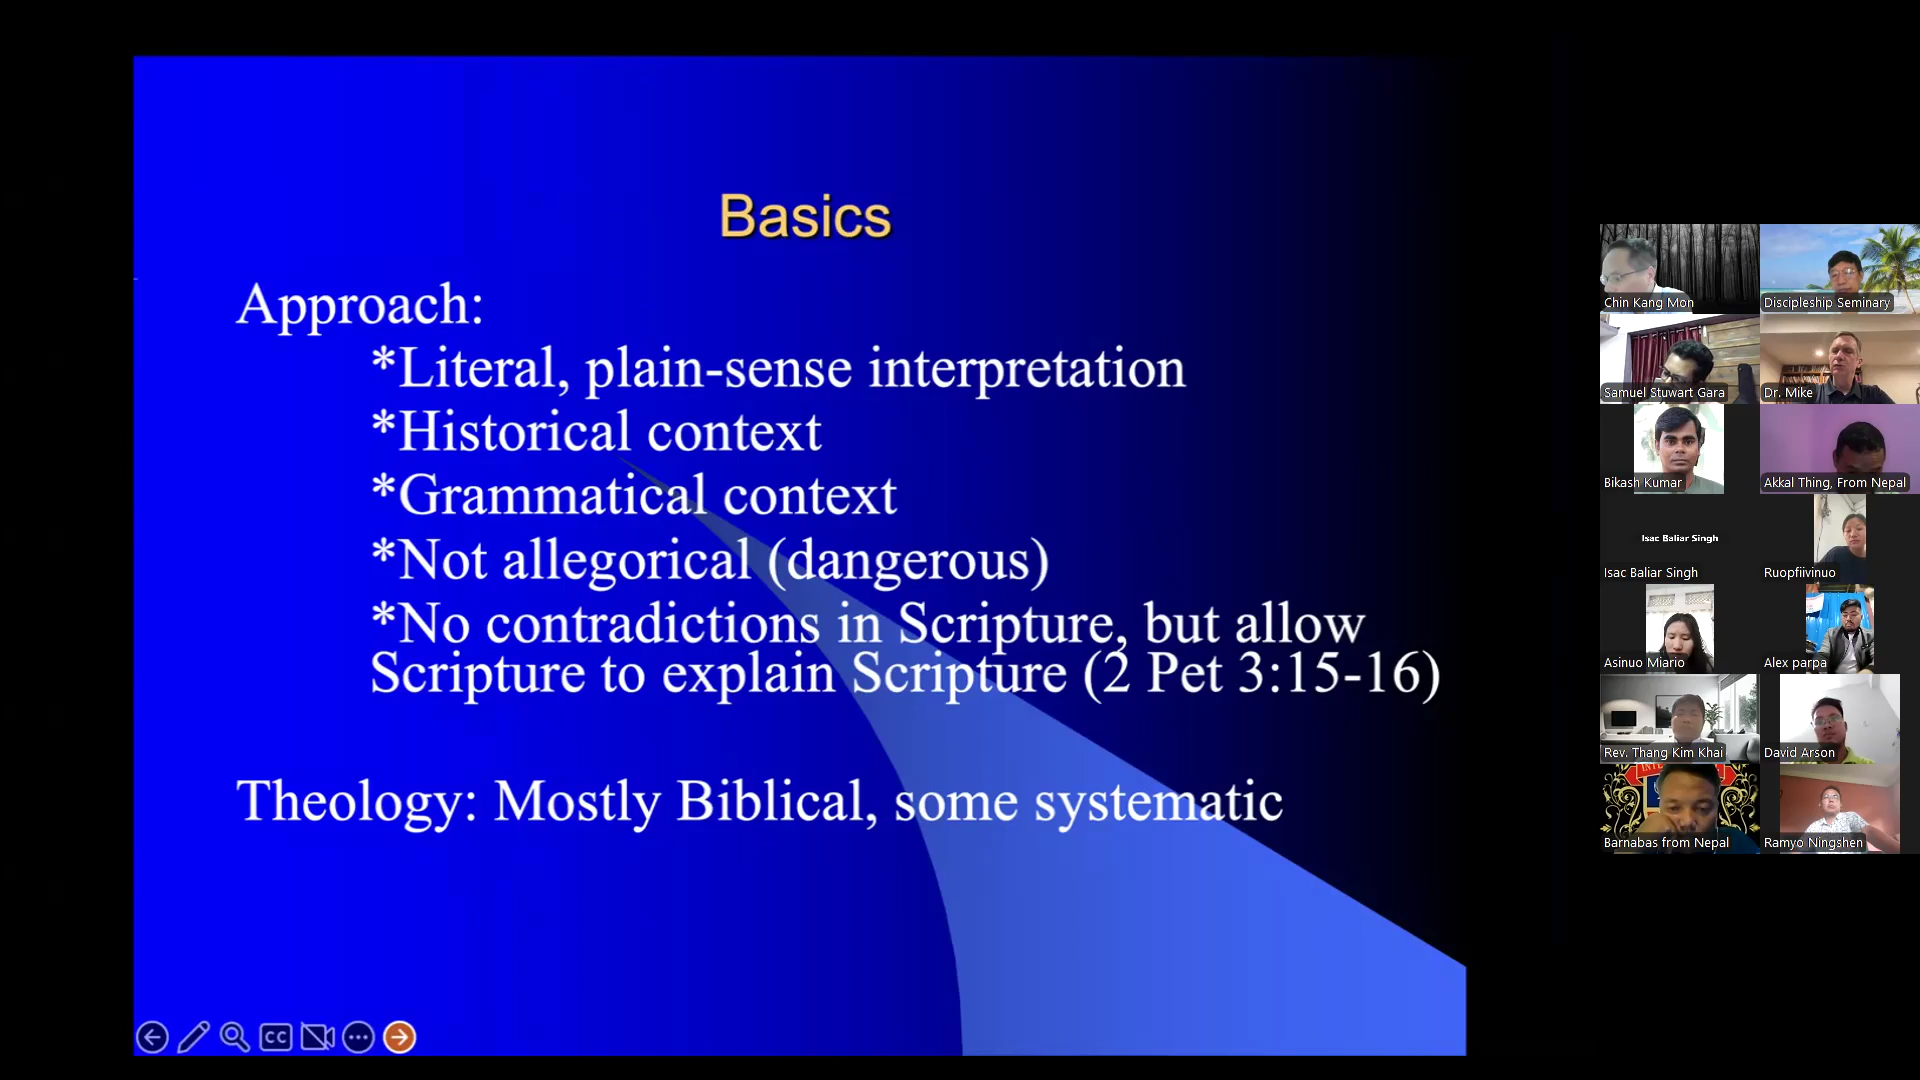 Basics
Approach:
*Literal, plain-sense interpretation
*Historical context
*Grammatical context
*Not allegorical (dangerous)
*No contradictions in Scripture, but allow
Scripture to explain Scripture (2 Pet 3:15-16)
Theology: Mostly Biblical, some systematic
CC
Chin Kang Mon
Discipleship Seminary
Samuel Stuwart Gara
Dr. Mike
Bikash Kumar
Akkal Thing, From Nepal
Isac Baliar Singh
Isac Baliar Singh
Ruopfiivinuo
Asinuo Miario
Alex parpa
Rev. Thang Kim Khai
David Arson
Barnabas from Nepal
Ramyo Ningshen